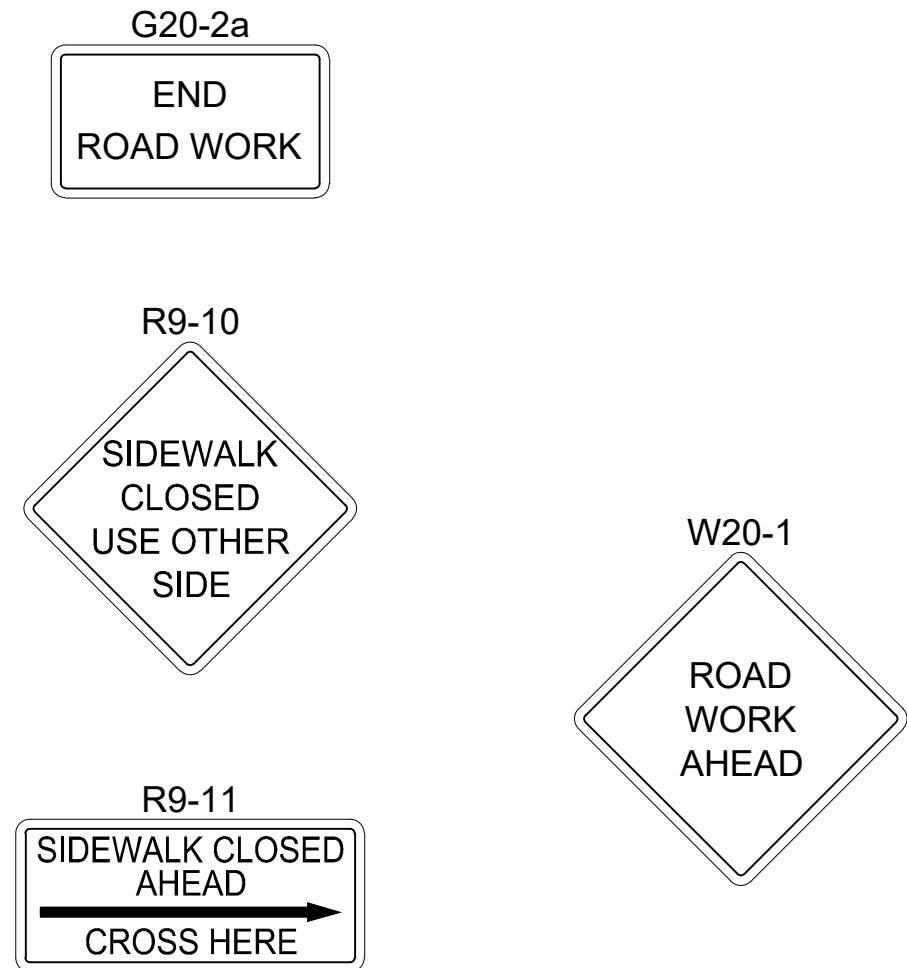 G20-2a
END
ROAD WORK
R9-10
SIDEWALK
CLOSED
USE OTHER
SIDE
W20-1
ROAD
WORK
AHEAD
R9-11
SIDEWALK CLOSED
AHEAD
CROSS HERE